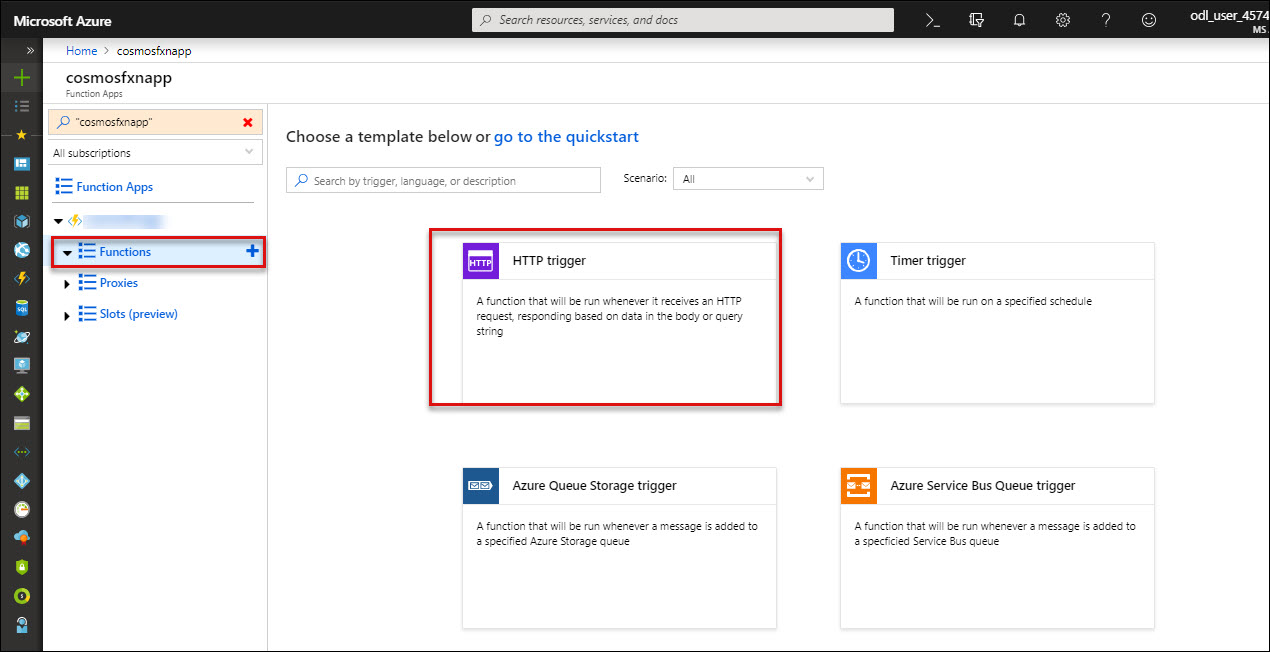 Microsoft Azure
Search resources, services, and docs
odl_user_4574
MS.
Home > cosmosfxnapp
cosmosfxnapp
Function Apps
"cosmosfxnapp"
All subscriptions
Function Apps
Functions
Proxies
Slots (preview)
Choose a template below or go to the quickstart
Search by trigger, language, or description
Scenario:
All
HTTP
HTTP trigger
A function that will be run whenever it receives an HTTP
request, responding based on data in the body or query
string
Timer trigger
A function that will be run on a specified schedule
Azure Queue Storage trigger
A function that will be run whenever a message is added to
a specified Azure Storage queue
Azure Service Bus Queue trigger
A function that will be run whenever a message is added to
a specficied Service Bus queue
SQL